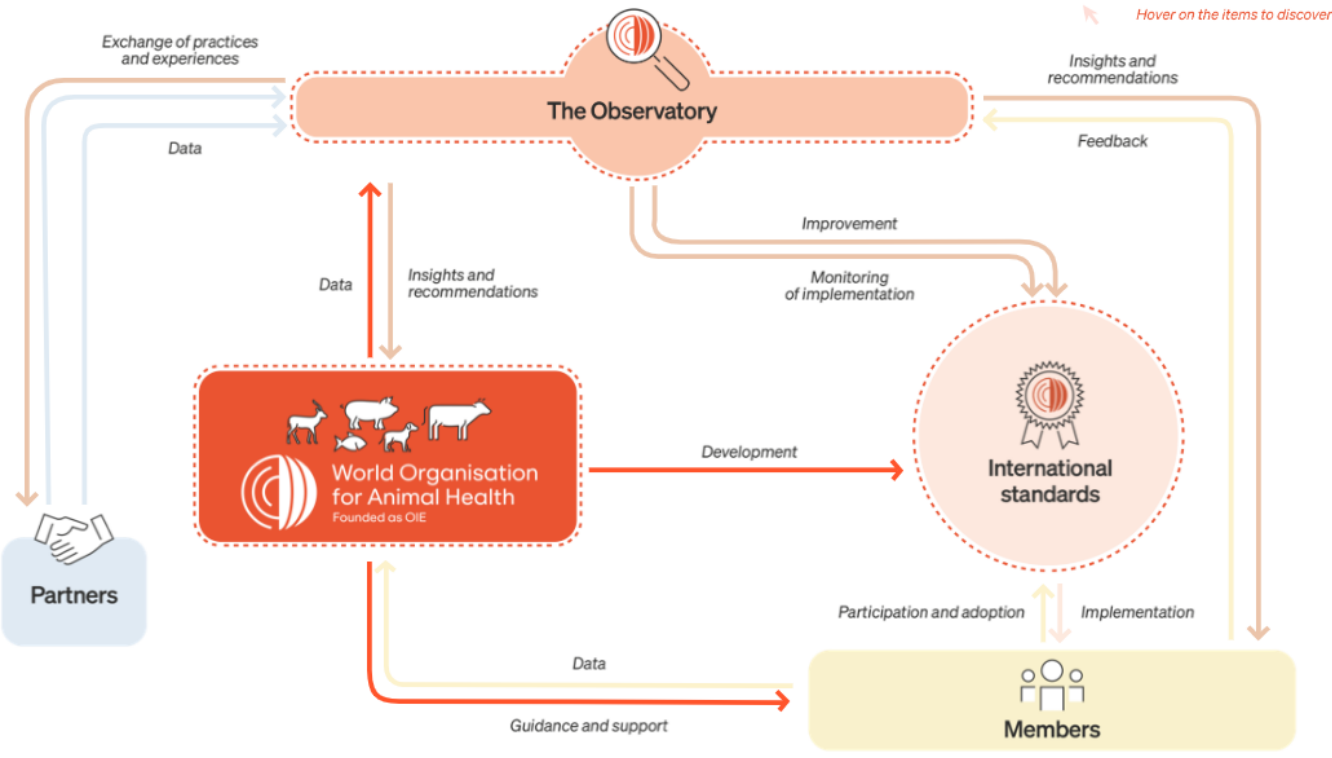 Hover on the items to discover
Exchange of practices
and experiences
Insights and
recommendations
The Observatory
Data
Feedback
Improvement
Data
Insights and
recommendations
Monitoring
of implementation
World Organisation
for Animal Health
Founded as OIE
Development
International
standards
Partners
Participation and adoption
Implementation
Data
Guidance and support
Members